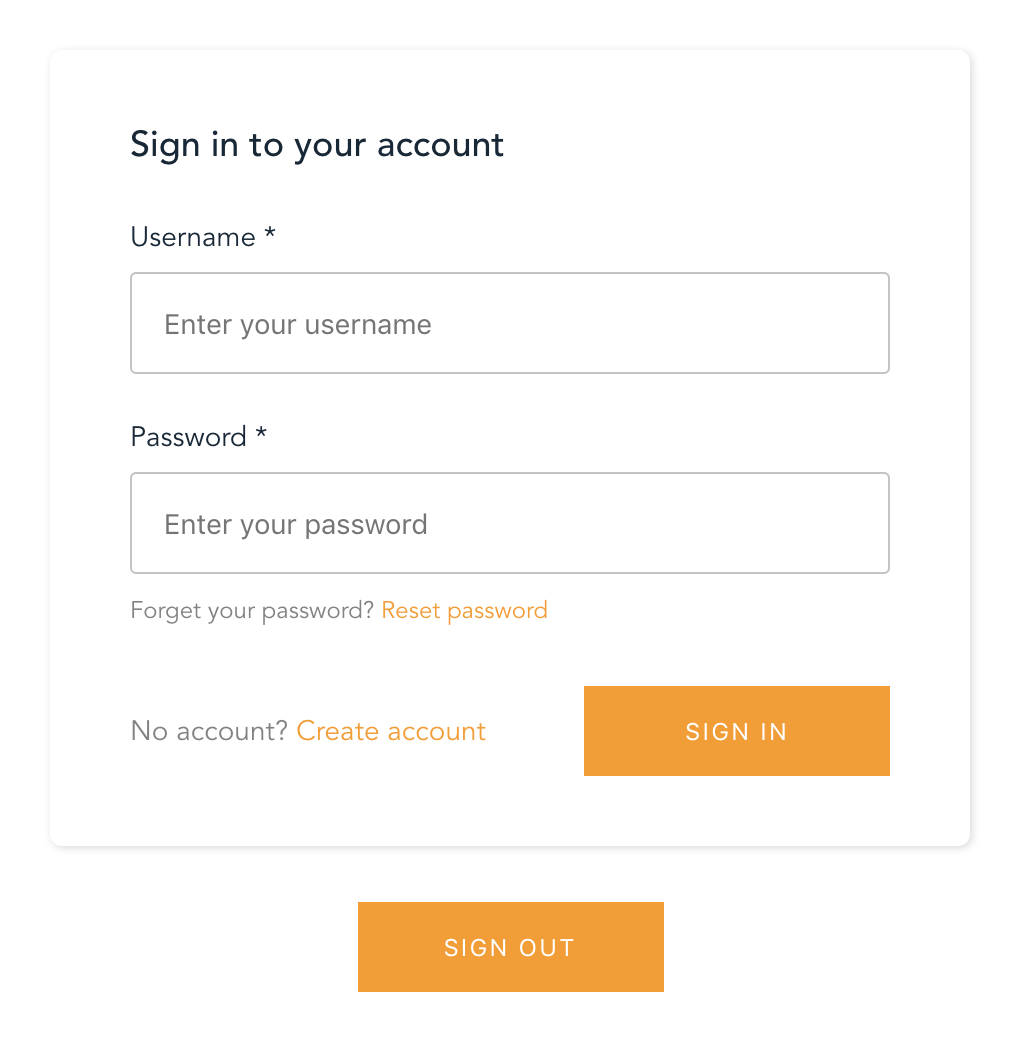 Sign in to your account
Username *
Enter your username
Password *
Enter your password
Forget your password? Reset password
No account? Create account
SIGN IN
SIGN OUT